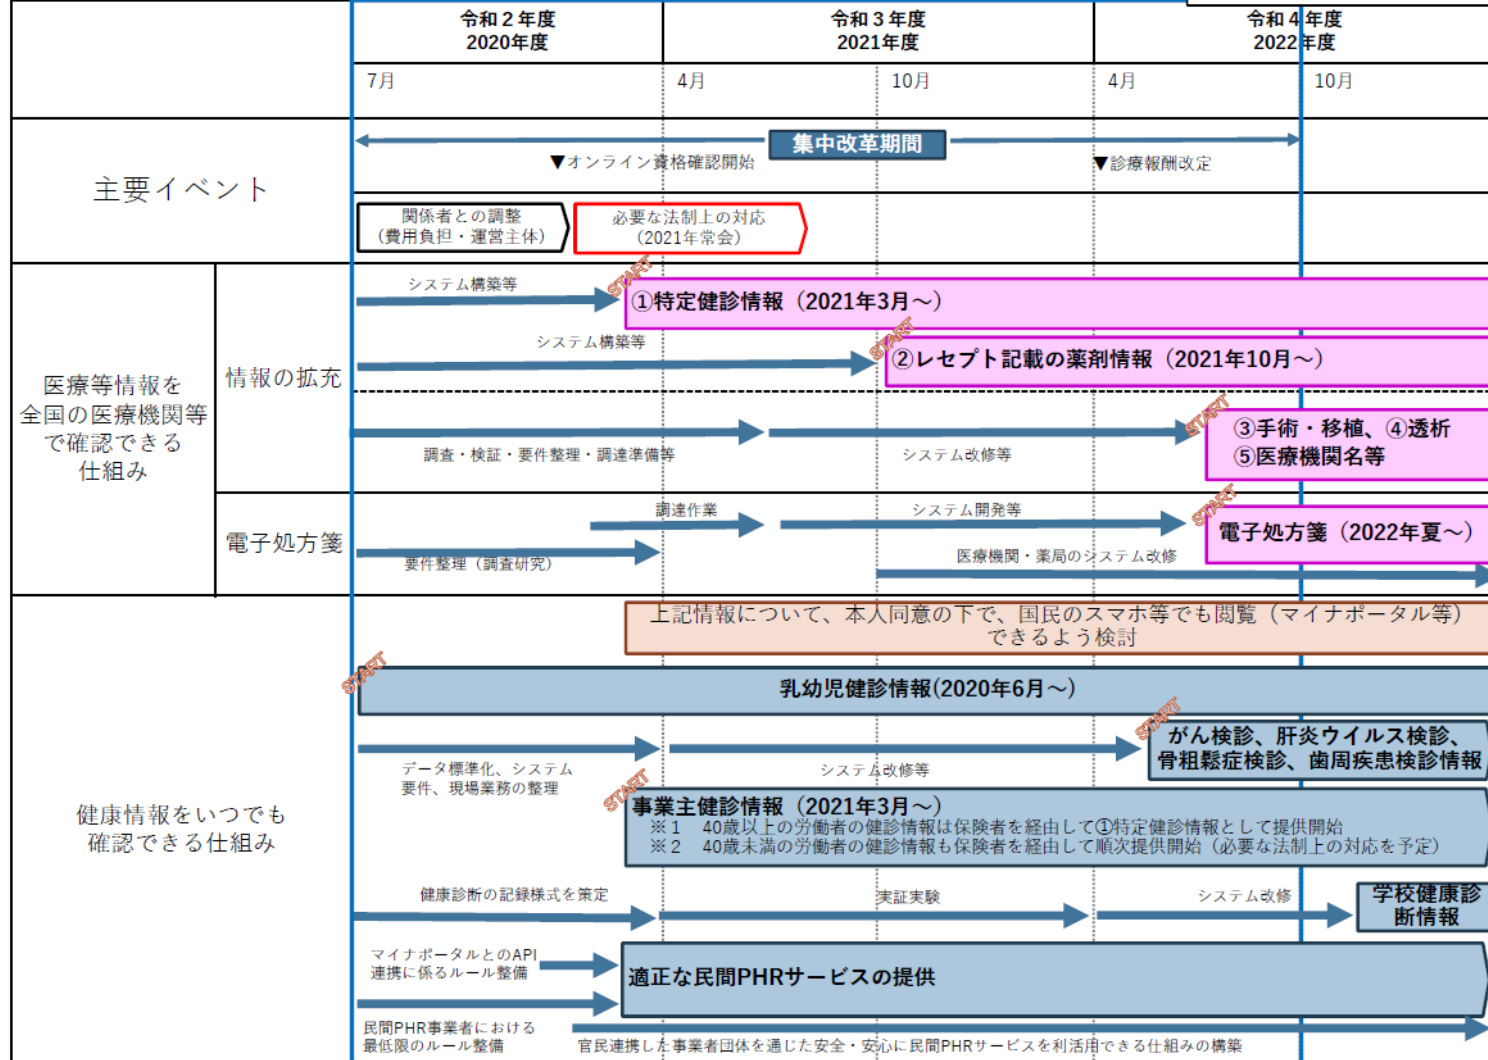 令和２年度
2020年度
令和３年度
2021年度
令和４年度
2022年度
7月
4月
10月
4月
10月
主要イベント
集中改革期間
▼オンライン資格確認開始
▼診療報酬改定
関係者との調整
（費用負担・運営主体）
必要な法制上の対応
（2021年常会）
医療等情報を
全国の医療機関等
で確認できる
仕組み
情報の拡充
システム構築等
START
①特定健診情報（2021年3月～）
システム構築等
START
②レセプト記載の薬剤情報（2021年10月～）
調査・検証・要件整理・調達準備等
システム改修等
START
③手術・移植、④透析
⑤医療機関名等
電子処方箋
調達作業
システム開発等
START
電子処方箋（2022年夏～）
要件整理（調査研究）
医療機関・薬局のシステム改修
健康情報をいつでも
確認できる仕組み
上記情報について、本人同意の下で、国民のスマホ等でも閲覧（マイナポータル等）
できるよう検討
START
乳幼児健診情報(2020年6月～)
データ標準化、システム
要件、現場業務の整理
システム改修等
START
がん検診、肝炎ウイルス検診、
骨粗鬆症検診、歯周疾患検診情報
START
事業主健診情報（2021年3月～）
※１　40歳以上の労働者の健診情報は保険者を経由して①特定健診情報として提供開始
※２　40歳未満の労働者の健診情報も保険者を経由して順次提供開始（必要な法制上の対応を予定）
健康診断の記録様式を策定
実証実験
システム改修
学校健康診
断情報
マイナポータルとのAPI
連携に係るルール整備
適正な民間PHRサービスの提供
民間PHR事業者における
最低限のルール整備
官民連携した事業者団体を通じた安全・安心に民間PHRサービスを利活用できる仕組みの構築